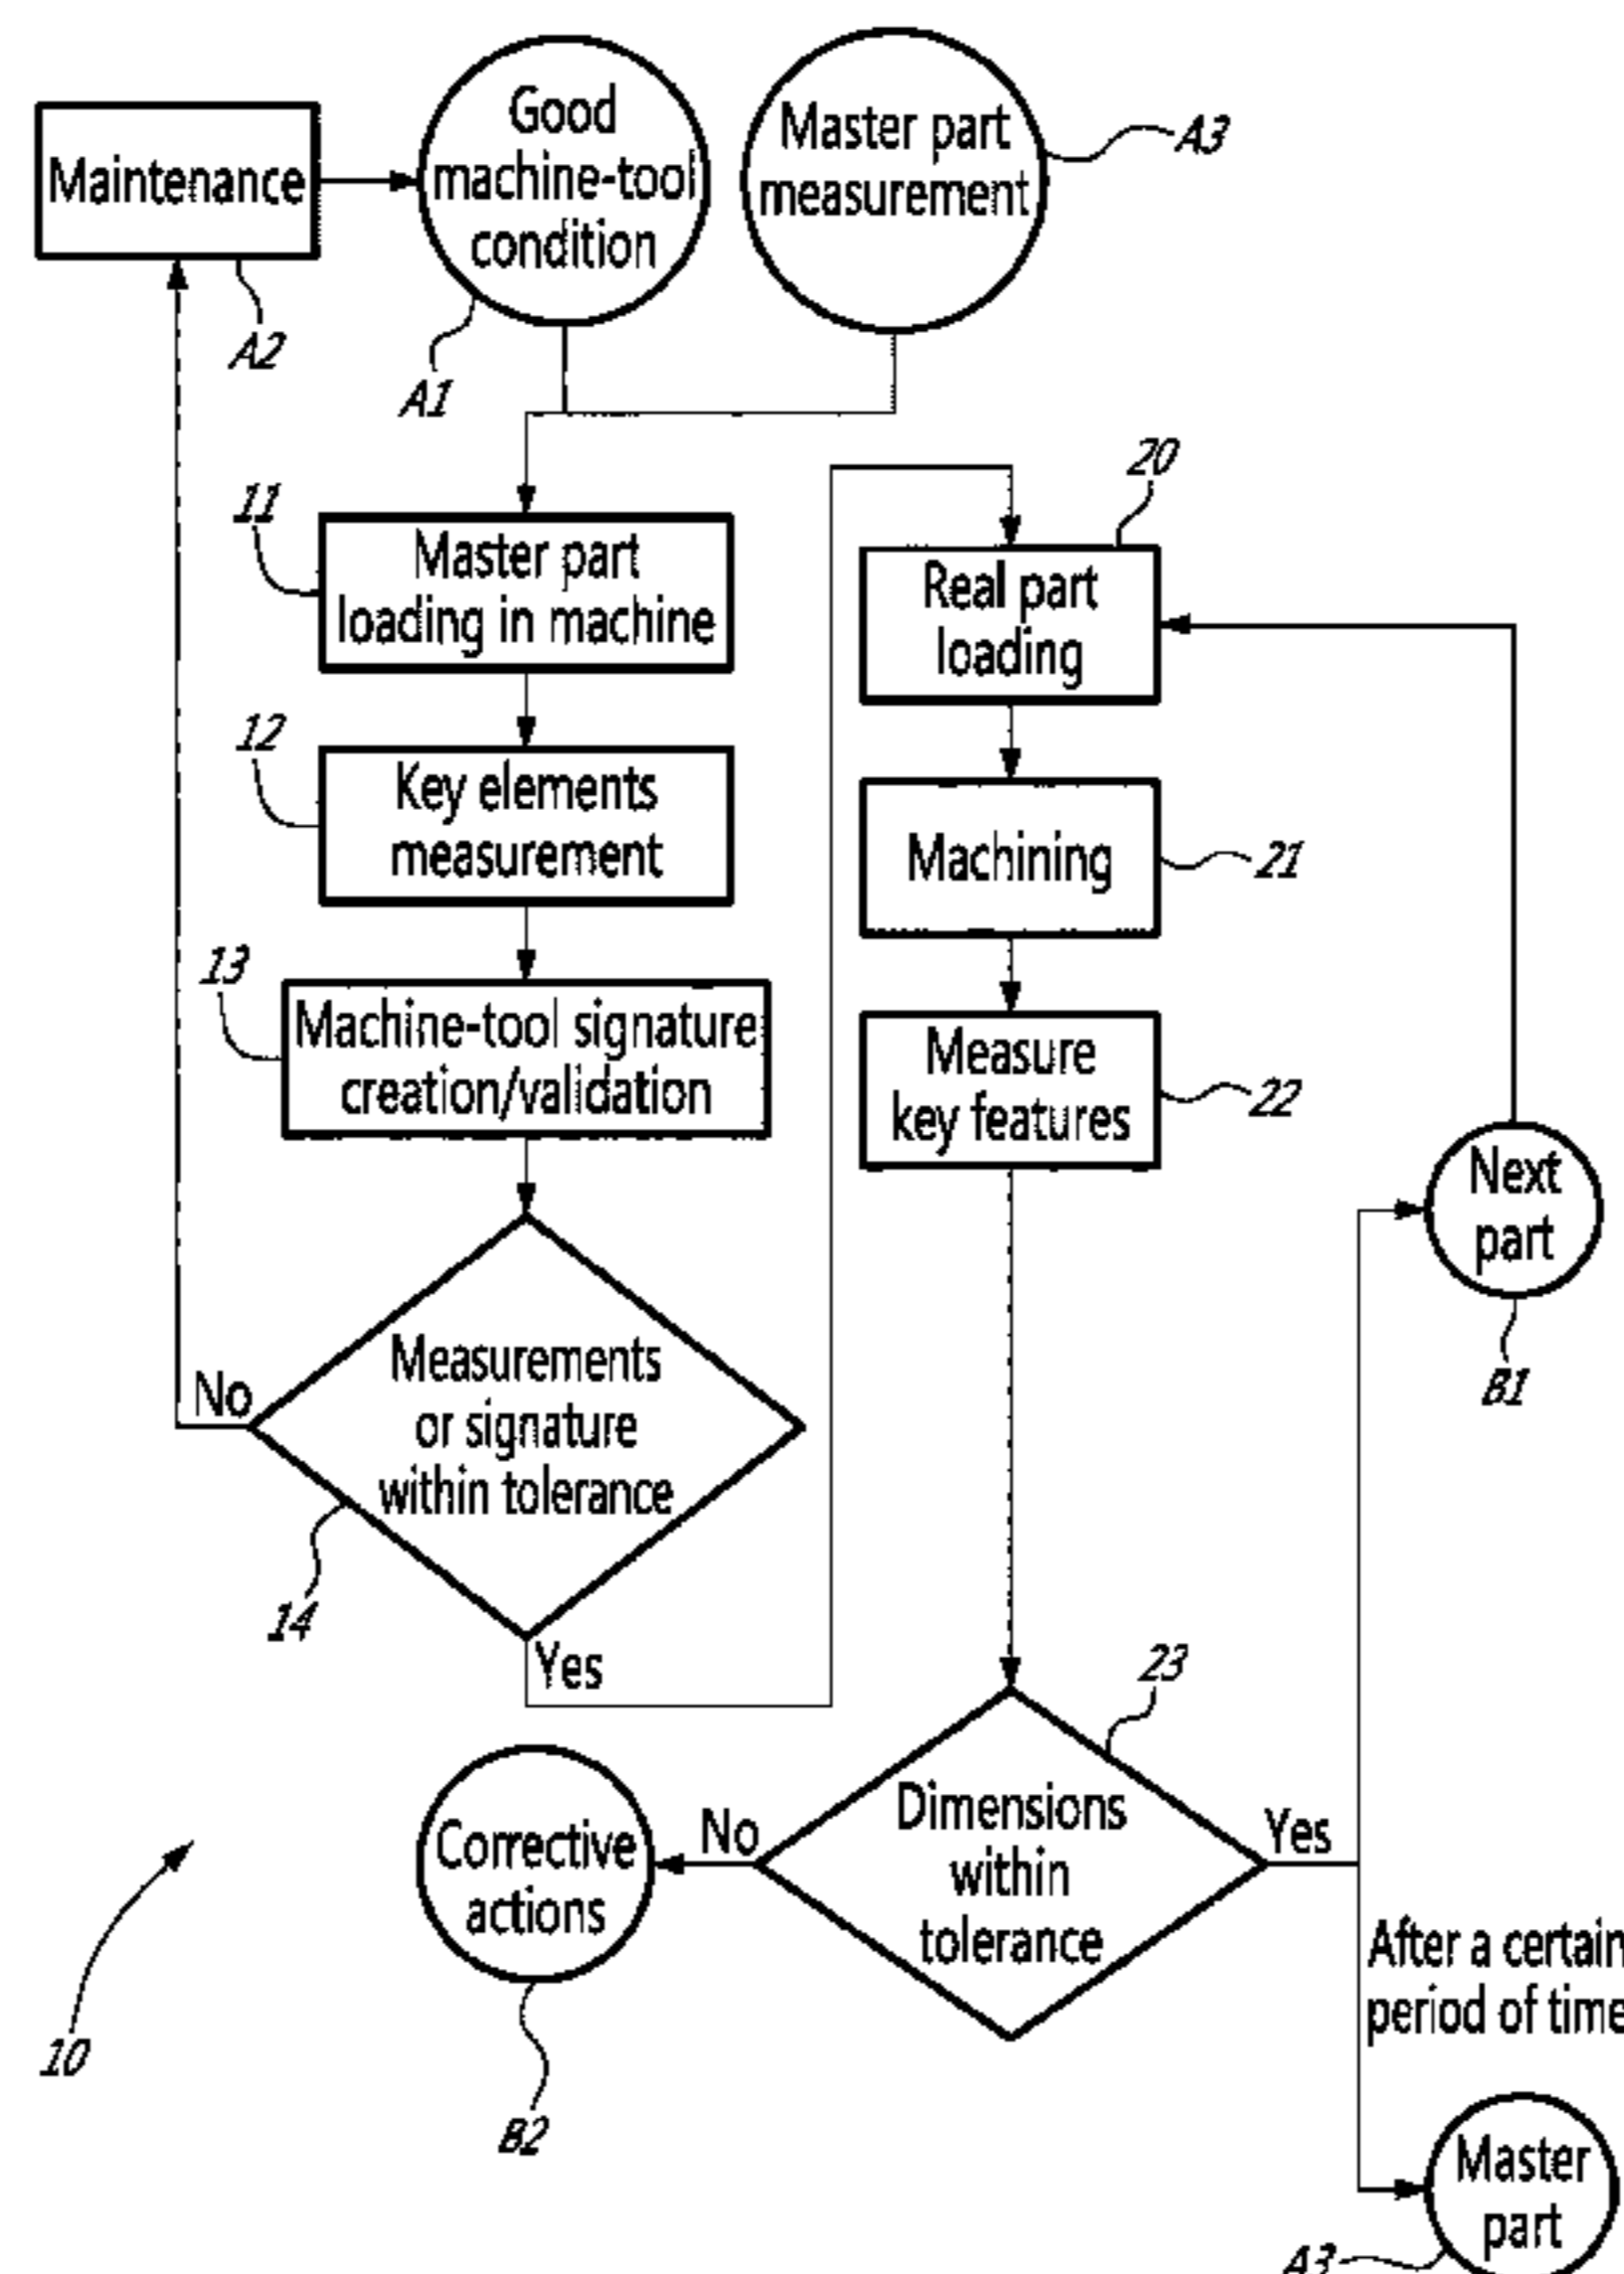 Maintenance
A2
Good
machine-tool
condition
A1
Master part
measurement
A3
11
Master part
loading in machine
12
Key elements
measurement
13
Machine-tool signature
creation/validation
Measurements
or signature
within tolerance
No
Yes
14
20
Real part
loading
Machining
21
Measure
key features
22
Next
part
B1
23
Dimensions
within
tolerance
No
Yes
Corrective
actions
B2
After a certain
period of time
Master
part
A3
10